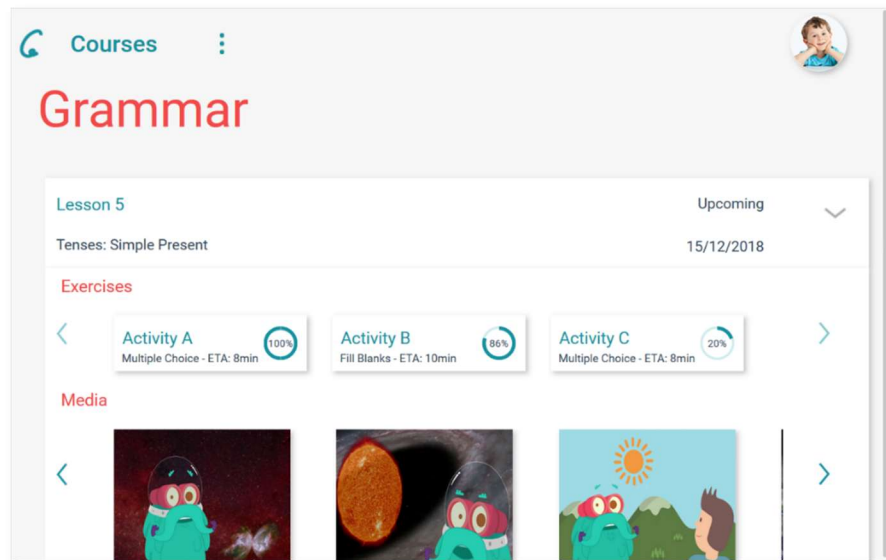 Courses
Grammar
Lesson 5
Upcoming
Tenses: Simple Present
15/12/2018
Exercises
Activity A
Multiple Choice - ETA: 8min
100%
Activity B
Fill Blanks - ETA: 10min
86%
Activity C
Multiple Choice - ETA: 8min
20%
Media